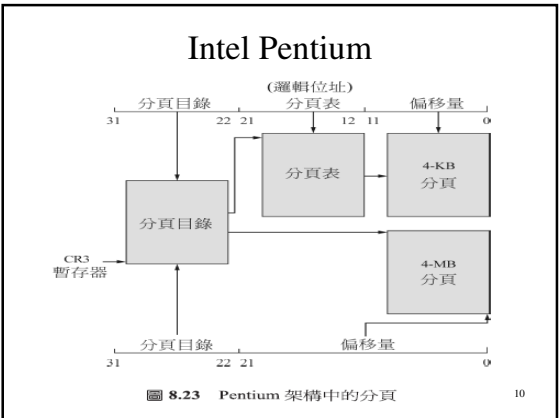 Intel Pentium
(邏輯位址)
分頁目錄 分頁表 偏移量
31 22 21 12 11 0
分頁目錄
分頁表
4-KB
分頁
CR3
暫存器
4-MB
分頁
分頁目錄 偏移量
31 22 21 0
圖 8.23 Pentium 架構中的分頁
10